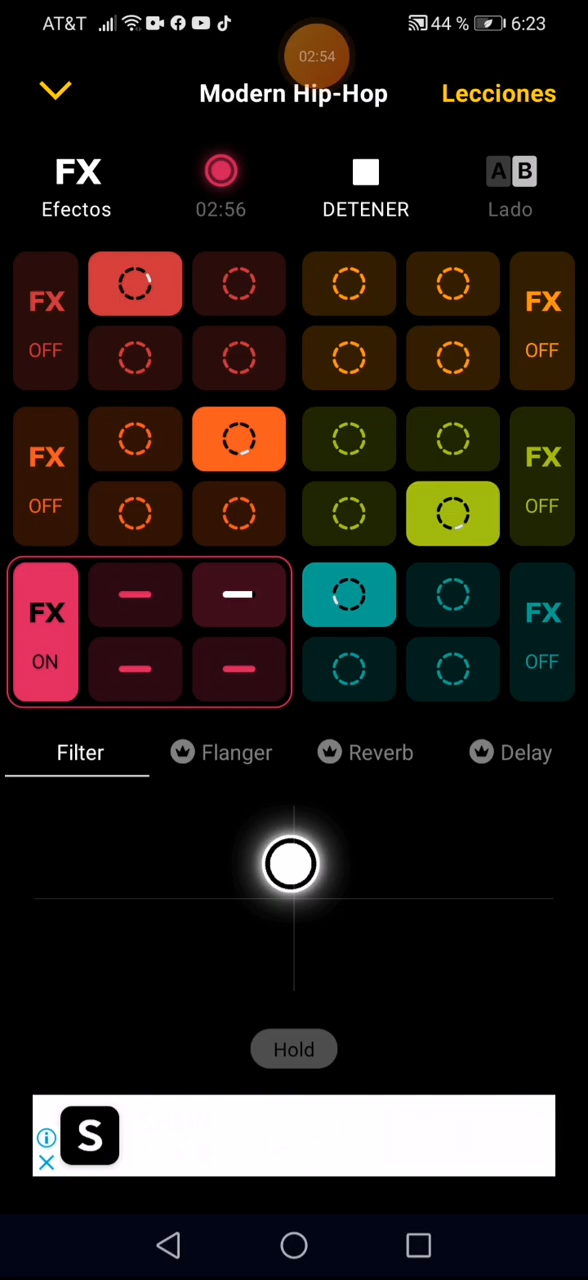 AT&T 44 % 6:23
02:54
Modern Hip-Hop Lecciones
FX A B
Efectos 02:56 DETENER Lado
FX FX
OFF OFF
FX FX
OFF OFF
FX FX
ON OFF
Filter Flanger Reverb Delay
Hold
S